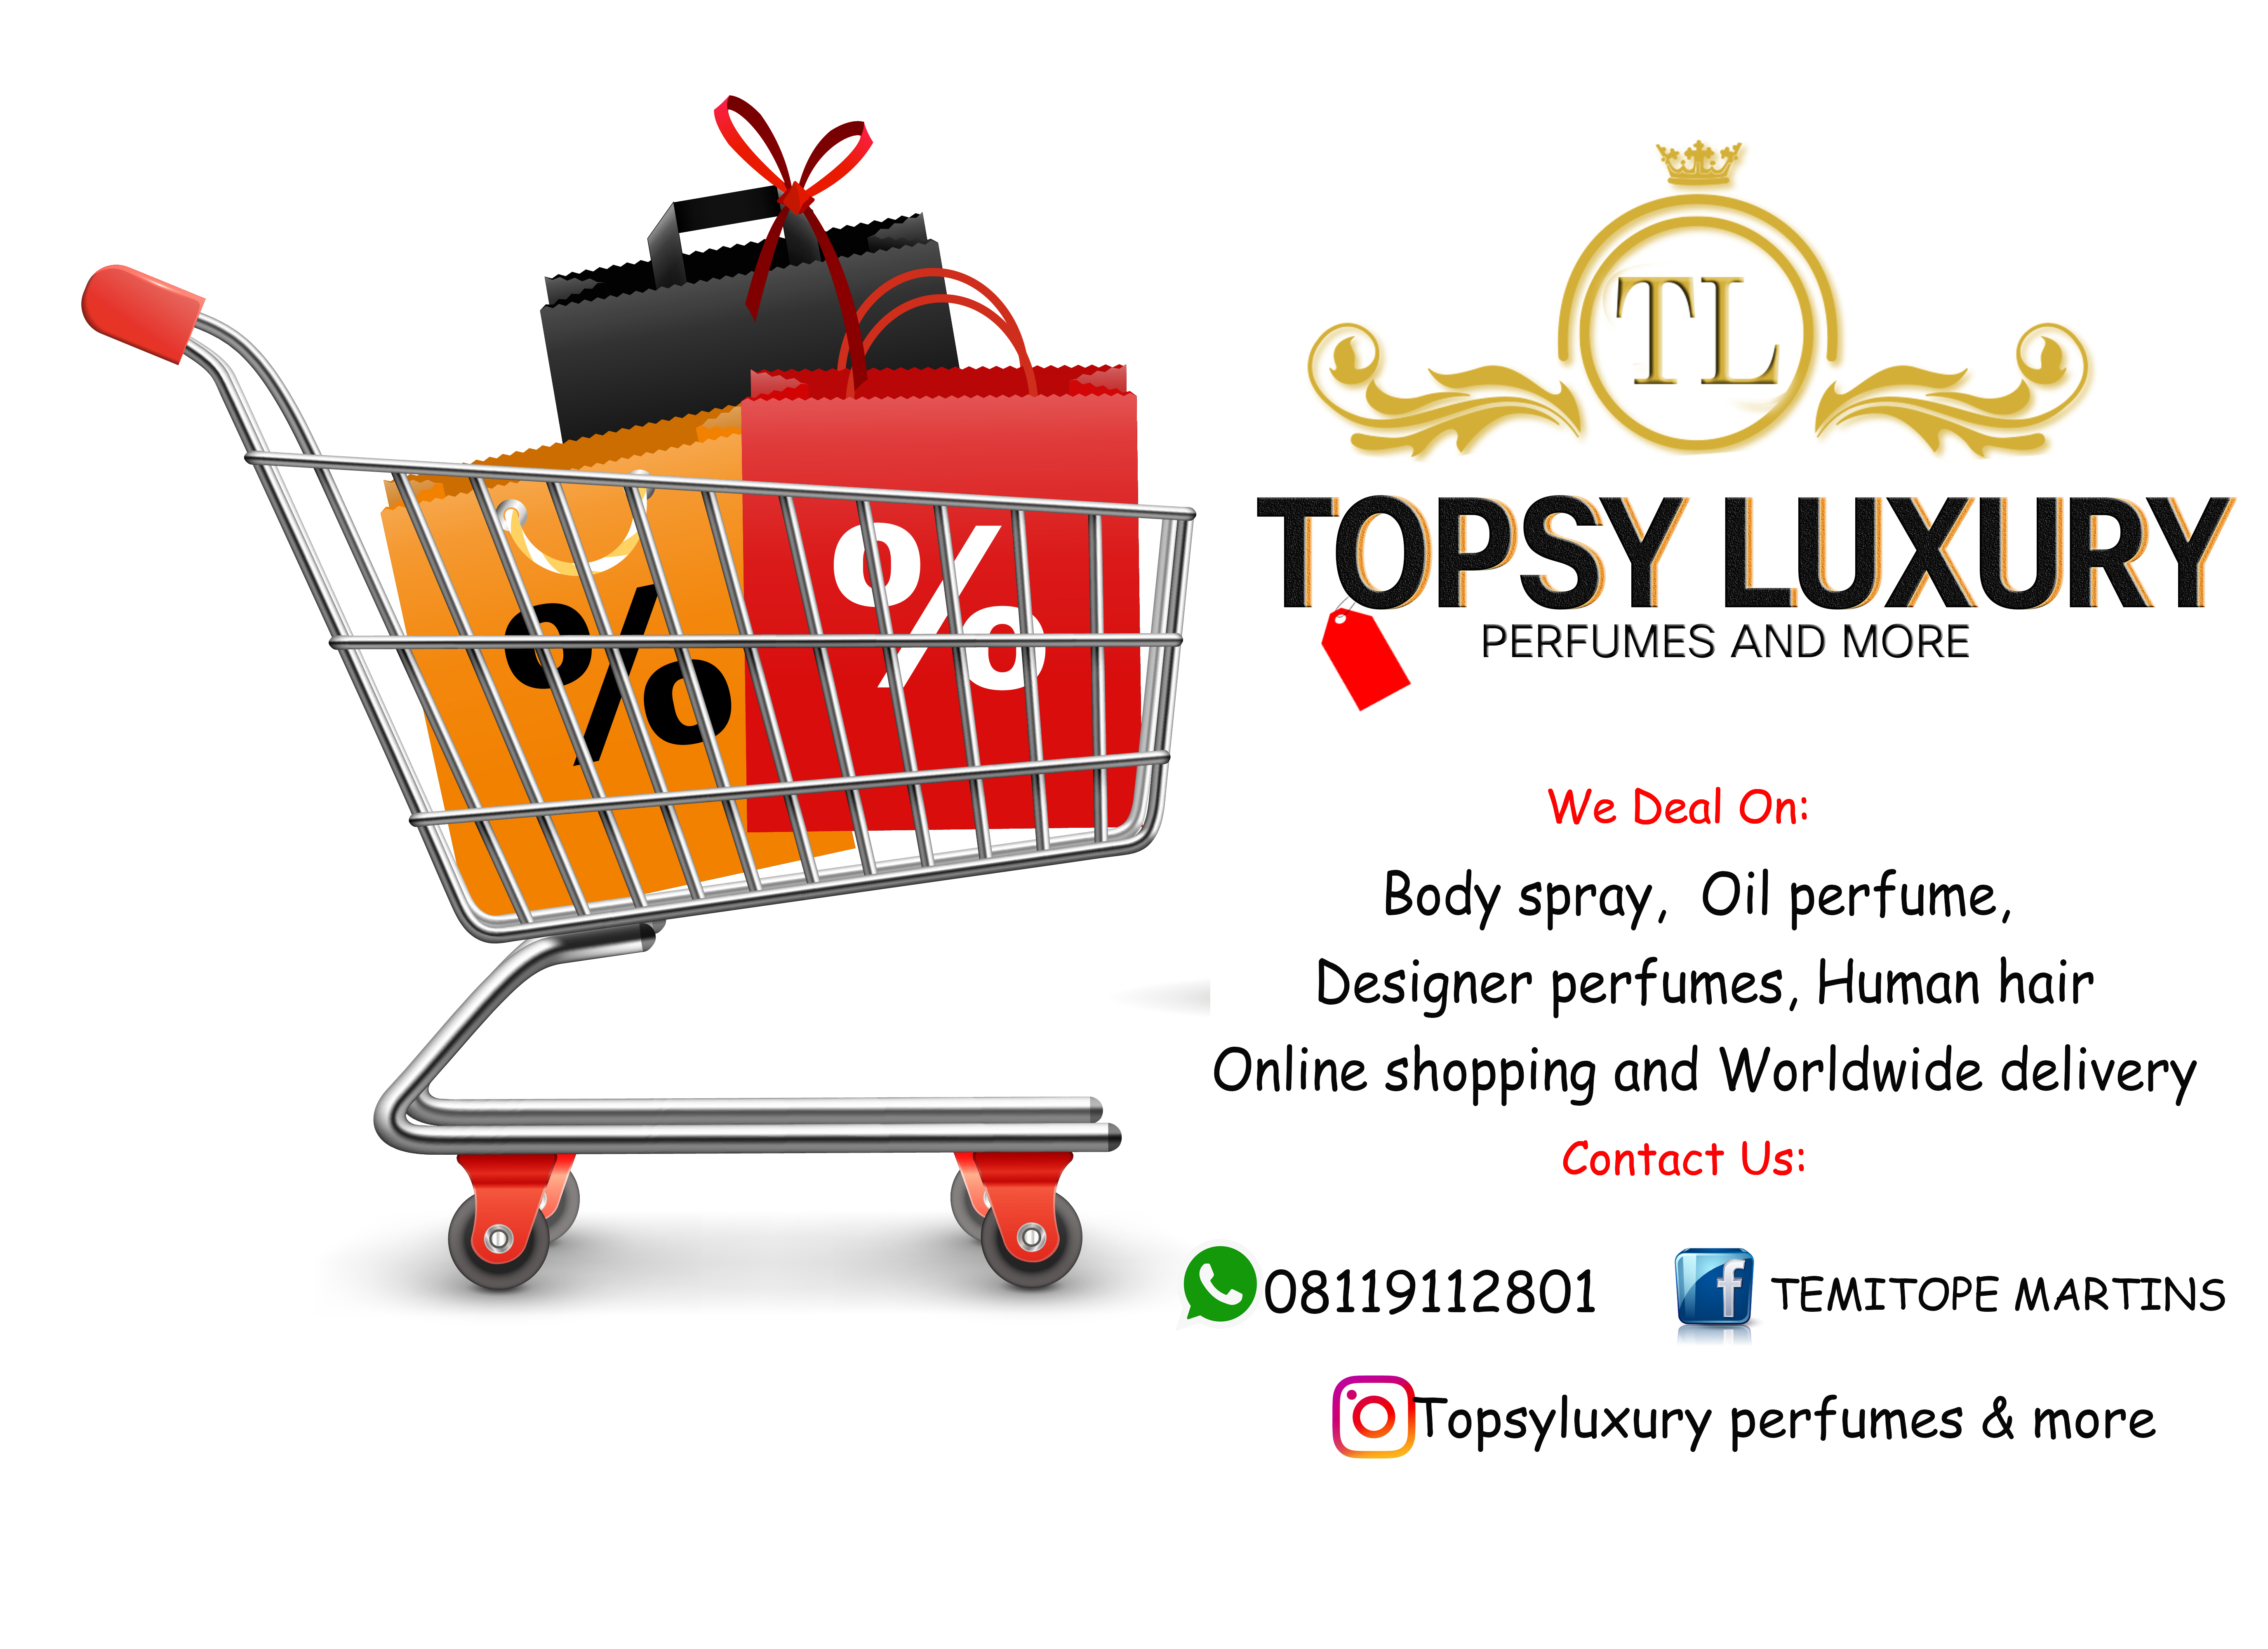 TL
TOPSY LUXURY
PERFUMES AND MORE
% %
We Deal On:
Body spray, Oil perfume,
Designer perfumes, Human hair
Online shopping and Worldwide delivery
Contact Us:
08119112801 TEMITOPE MARTINS
Topsyluxury perfumes & more